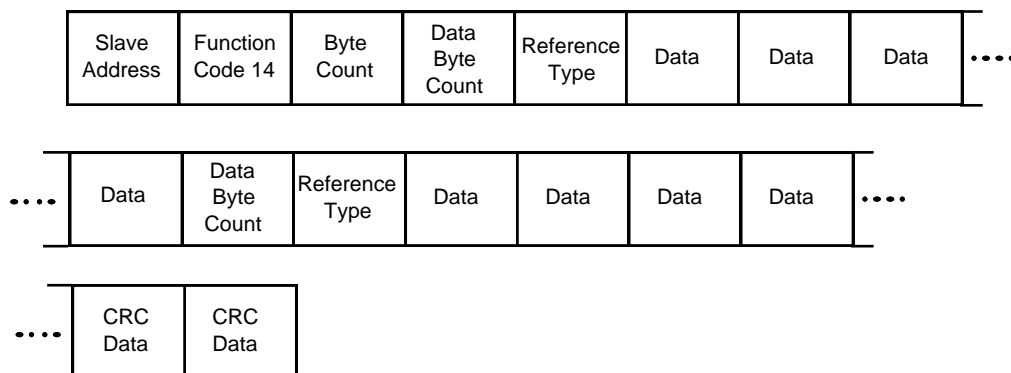 Slave Address Function Code 14 Byte Count Data Byte Count Reference Type Data Data Data
Data Data Byte Count Reference Type Data Data Data Data
CRC Data CRC Data